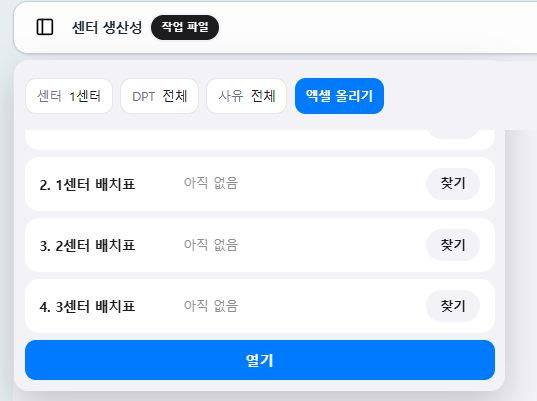 센터 생산성 작업 파일
센터 1센터 DPT 전체 사유 전체 엑셀 올리기
2. 1센터 배치표 아직 없음 찾기
3. 2센터 배치표 아직 없음 찾기
4. 3센터 배치표 아직 없음 찾기
열기